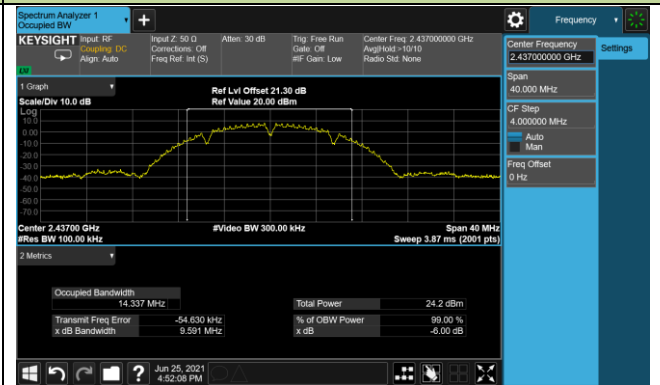 Spectrum Analyzer 1
Occupied BW
+
Frequency
KEYSIGHT
Input: RF
Coupling: DC
Align: Auto
Input Z: 50 Ω
Corrections: Off
Freq Ref: Int (S)
Atten: 30 dB
Trig: Free Run
Gate: Off
#IF Gain: Low
Center Freq: 2.437000000 GHz
Avg|Hold:>10/10
Radio Std: None
Center Frequency
2.437000000 GHz
Settings
Span
40.000 MHz
CF Step
4.000000 MHz
Auto
Man
Freq Offset
0 Hz
1 Graph
Scale/Div 10.0 dB
Ref Lvl Offset 21.30 dB
Ref Value 20.00 dBm
Log
10.0
0.00
-10.0
-20.0
-30.0
-40.0
-50.0
-60.0
-70.0
Center 2.43700 GHz
#Video BW 300.00 kHz
Span 40 MHz
#Res BW 100.00 kHz
Sweep 3.87 ms (2001 pts)
2 Metrics
Occupied Bandwidth
14.337 MHz
Total Power
24.2 dBm
Transmit Freq Error
-54.630 kHz
% of OBW Power
99.00 %
x dB Bandwidth
9.591 MHz
x dB
-6.00 dB
?
Jun 25, 2021
4:52:08 PM